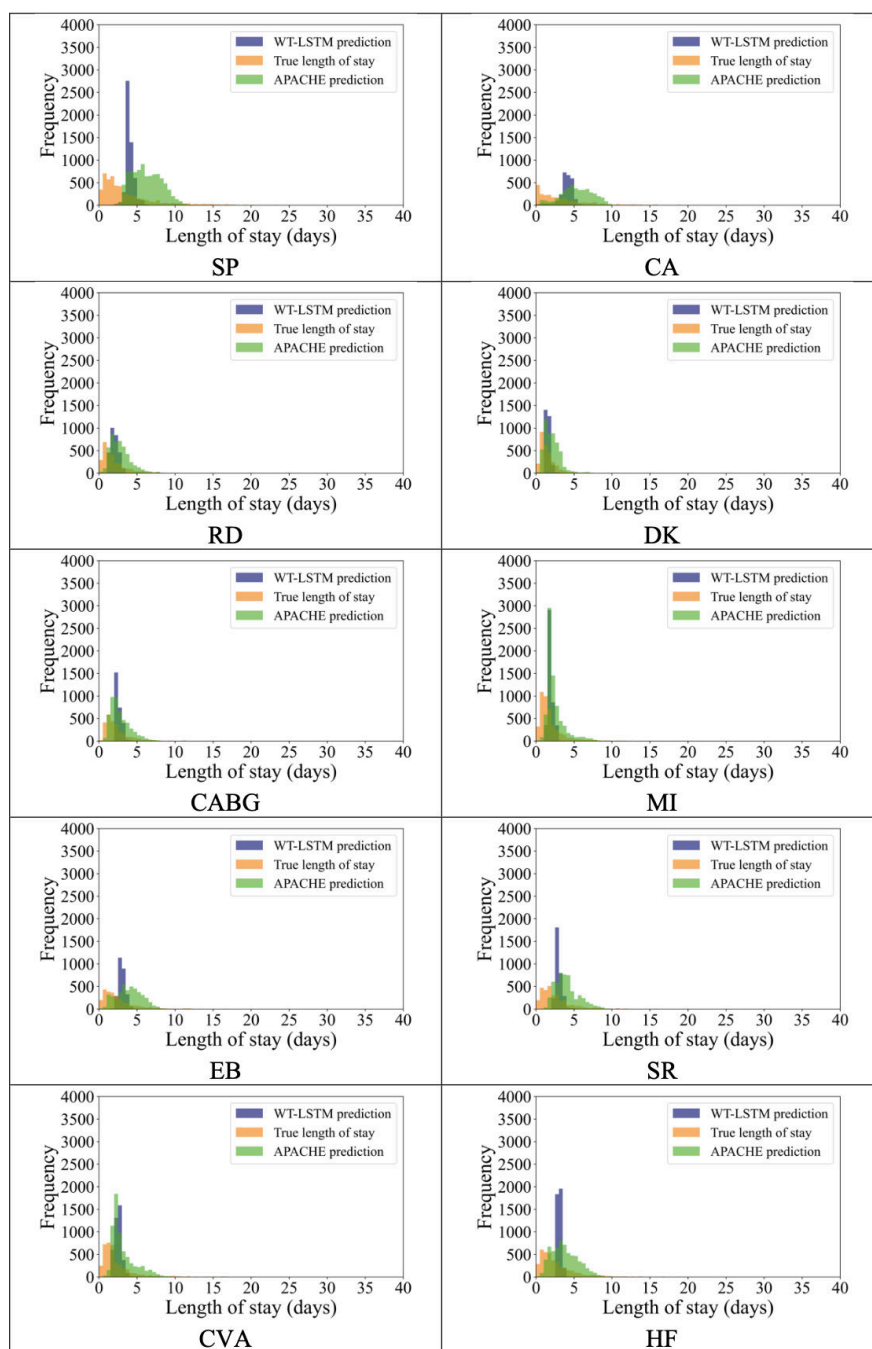 4000
3500
3000
2500
2000
1500
1000
500
0
Frequency
WT-LSTM prediction
True length of stay
APACHE prediction
0 5 10 15 20 25 30 35 40
Length of stay (days)
SP
4000
3500
3000
2500
2000
1500
1000
500
0
Frequency
WT-LSTM prediction
True length of stay
APACHE prediction
0 5 10 15 20 25 30 35 40
Length of stay (days)
CA
4000
3500
3000
2500
2000
1500
1000
500
0
Frequency
WT-LSTM prediction
True length of stay
APACHE prediction
0 5 10 15 20 25 30 35 40
Length of stay (days)
RD
4000
3500
3000
2500
2000
1500
1000
500
0
Frequency
WT-LSTM prediction
True length of stay
APACHE prediction
0 5 10 15 20 25 30 35 40
Length of stay (days)
DK
4000
3500
3000
2500
2000
1500
1000
500
0
Frequency
WT-LSTM prediction
True length of stay
APACHE prediction
0 5 10 15 20 25 30 35 40
Length of stay (days)
CABG
4000
3500
3000
2500
2000
1500
1000
500
0
Frequency
WT-LSTM prediction
True length of stay
APACHE prediction
0 5 10 15 20 25 30 35 40
Length of stay (days)
MI
4000
3500
3000
2500
2000
1500
1000
500
0
Frequency
WT-LSTM prediction
True length of stay
APACHE prediction
0 5 10 15 20 25 30 35 40
Length of stay (days)
EB
4000
3500
3000
2500
2000
1500
1000
500
0
Frequency
WT-LSTM prediction
True length of stay
APACHE prediction
0 5 10 15 20 25 30 35 40
Length of stay (days)
SR
4000
3500
3000
2500
2000
1500
1000
500
0
Frequency
WT-LSTM prediction
True length of stay
APACHE prediction
0 5 10 15 20 25 30 35 40
Length of stay (days)
CVA
4000
3500
3000
2500
2000
1500
1000
500
0
Frequency
WT-LSTM prediction
True length of stay
APACHE prediction
0 5 10 15 20 25 30 35 40
Length of stay (days)
HF